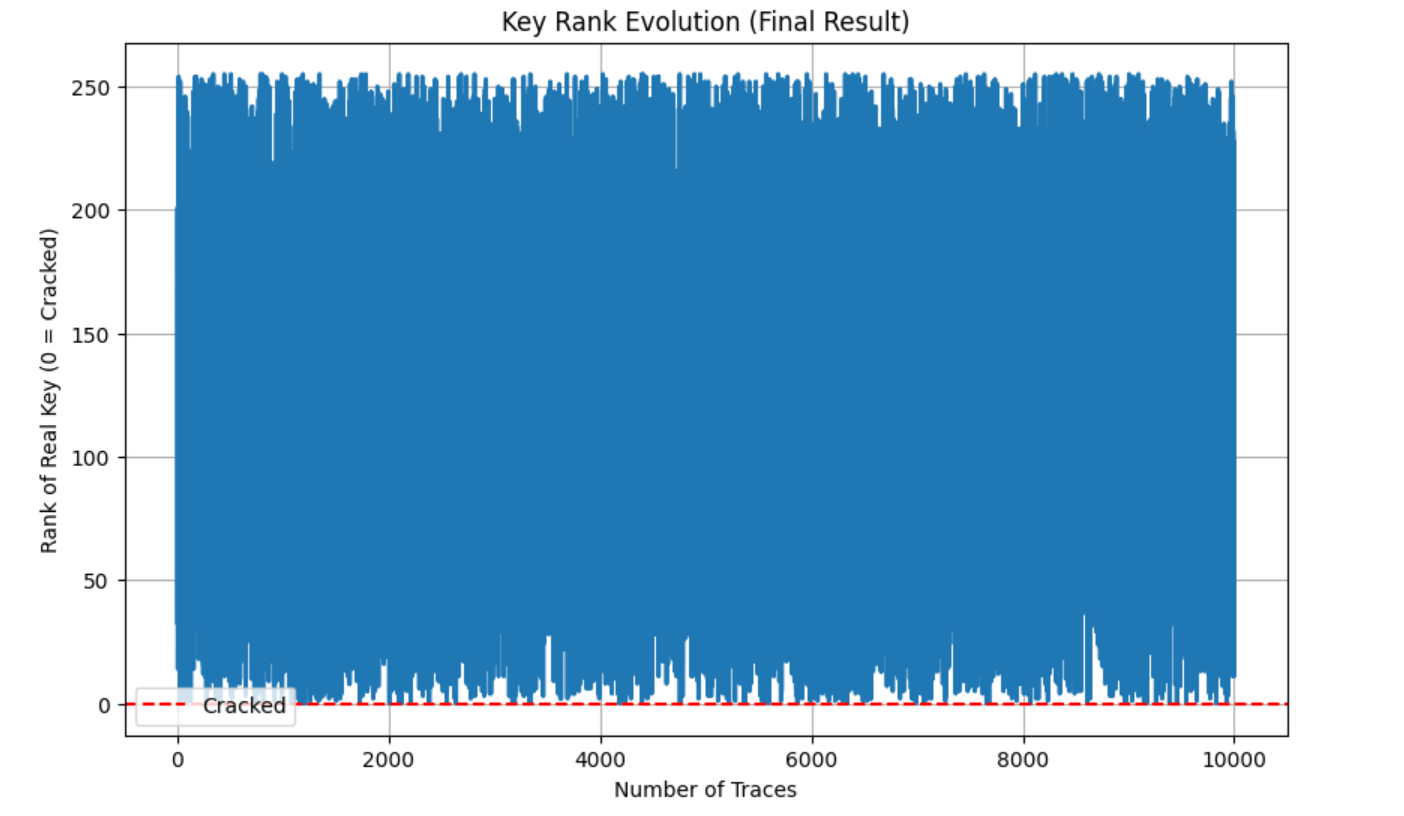 Key Rank Evolution (Final Result)
Rank of Real Key (0 = Cracked)
250
200
150
100
50
0
Cracked
0 2000 4000 6000 8000 10000
Number of Traces